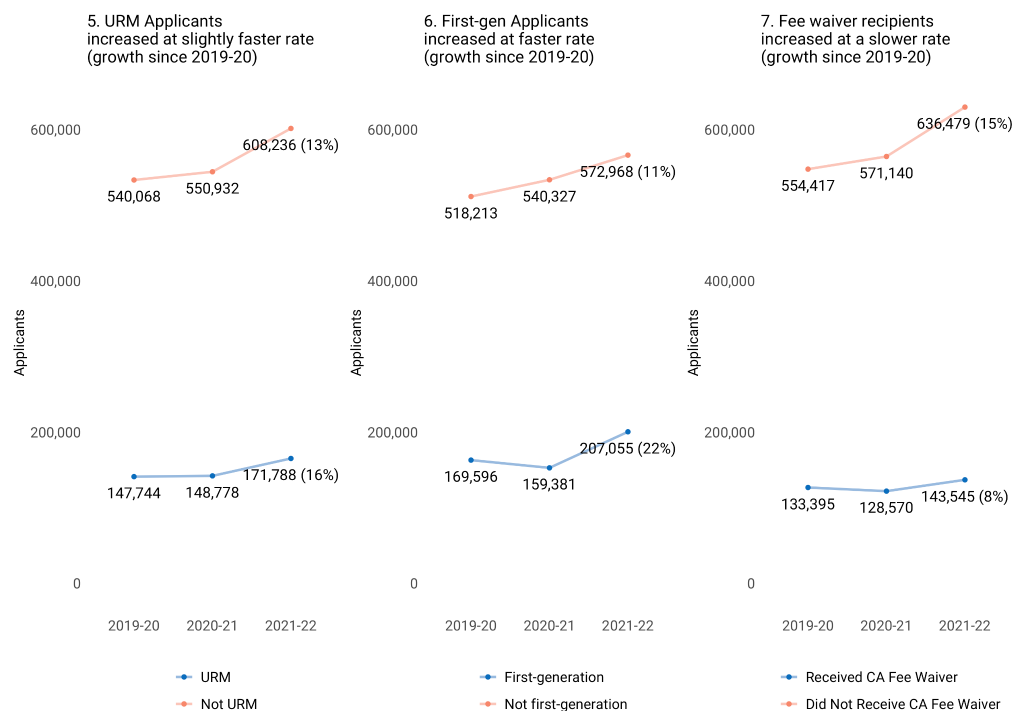 5. URM Applicants
increased at slightly faster rate
(growth since 2019-20)
600,000
400,000
200,000
0
Applicants
608,236 (13%)
540,068
550,932
171,788 (16%)
147,744
148,778
2019-20
2020-21
2021-22
URM
Not URM
6. First-gen Applicants
increased at faster rate
(growth since 2019-20)
600,000
400,000
200,000
0
Applicants
572,968 (11%)
540,327
518,213
207,055 (22%)
169,596
159,381
2019-20
2020-21
2021-22
First-generation
Not first-generation
7. Fee waiver recipients
increased at a slower rate
(growth since 2019-20)
600,000
400,000
200,000
0
Applicants
636,479 (15%)
571,140
554,417
143,545 (8%)
133,395
128,570
2019-20
2020-21
2021-22
Received CA Fee Waiver
Did Not Receive CA Fee Waiver